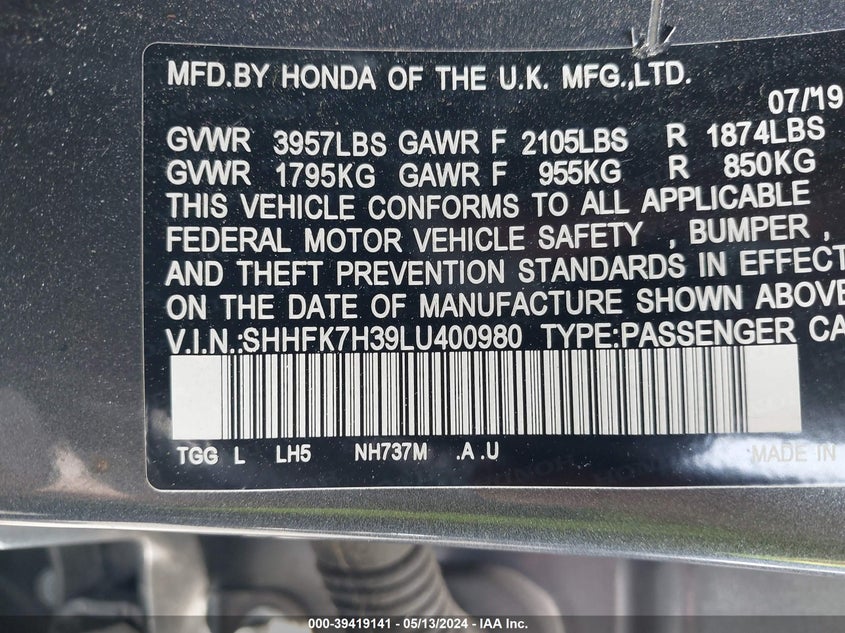 MFD.BY HONDA OF THE U.K. MFG.,LTD.
07/19
GVWR 3957LBS GAWR F 2105LBS R 1874LBS
GVWR 1795KG GAWR F 955KG R 850KG
THIS VEHICLE CONFORMS TO ALL APPLICABLE
FEDERAL MOTOR VEHICLE SAFETY , BUMPER ,
AND THEFT PREVENTION STANDARDS IN EFFECT
ON THE DATE OF MANUFACTURE SHOWN ABOVE
V.I.N.:SHHFK7H39LU400980 TYPE:PASSENGER CA
TGG L LH5 NH737M .A .U
MADE IN
000-39419141 - 05/13/2024 - IAA Inc.